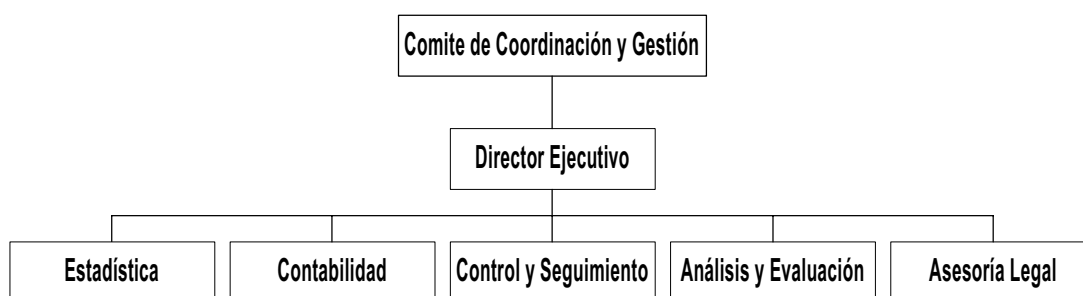 Comite de Coordinación y Gestión
Director Ejecutivo
Estadística
Contabilidad
Control y Seguimiento
Análisis y Evaluación
Asesoría Legal